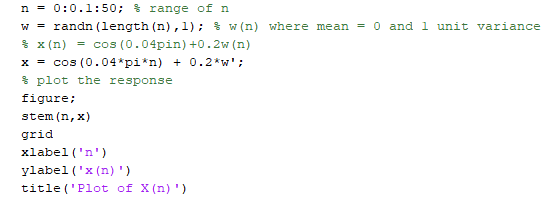 n = 0:0.1:50; % range of n
w = randn(length(n),1); % w(n) where mean = 0 and 1 unit variance
% x(n) = cos(0.04pin)+0.2w(n)
x = cos(0.04*pi*n) + 0.2*w';
% plot the response
figure;
stem(n,x)
grid
xlabel('n')
ylabel('x(n)')
title('Plot of X(n)')